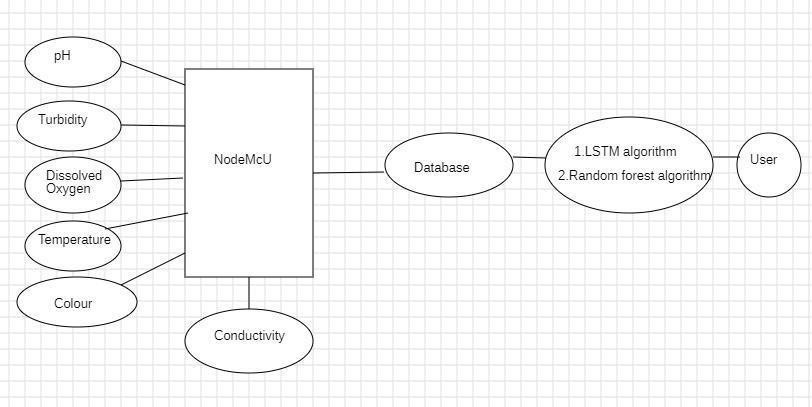 pH
Turbidity
Dissolved
Oxygen
Temperature
Colour
NodeMcU
Conductivity
Database
1.LSTM algorithm
2.Random forest algorithm
User